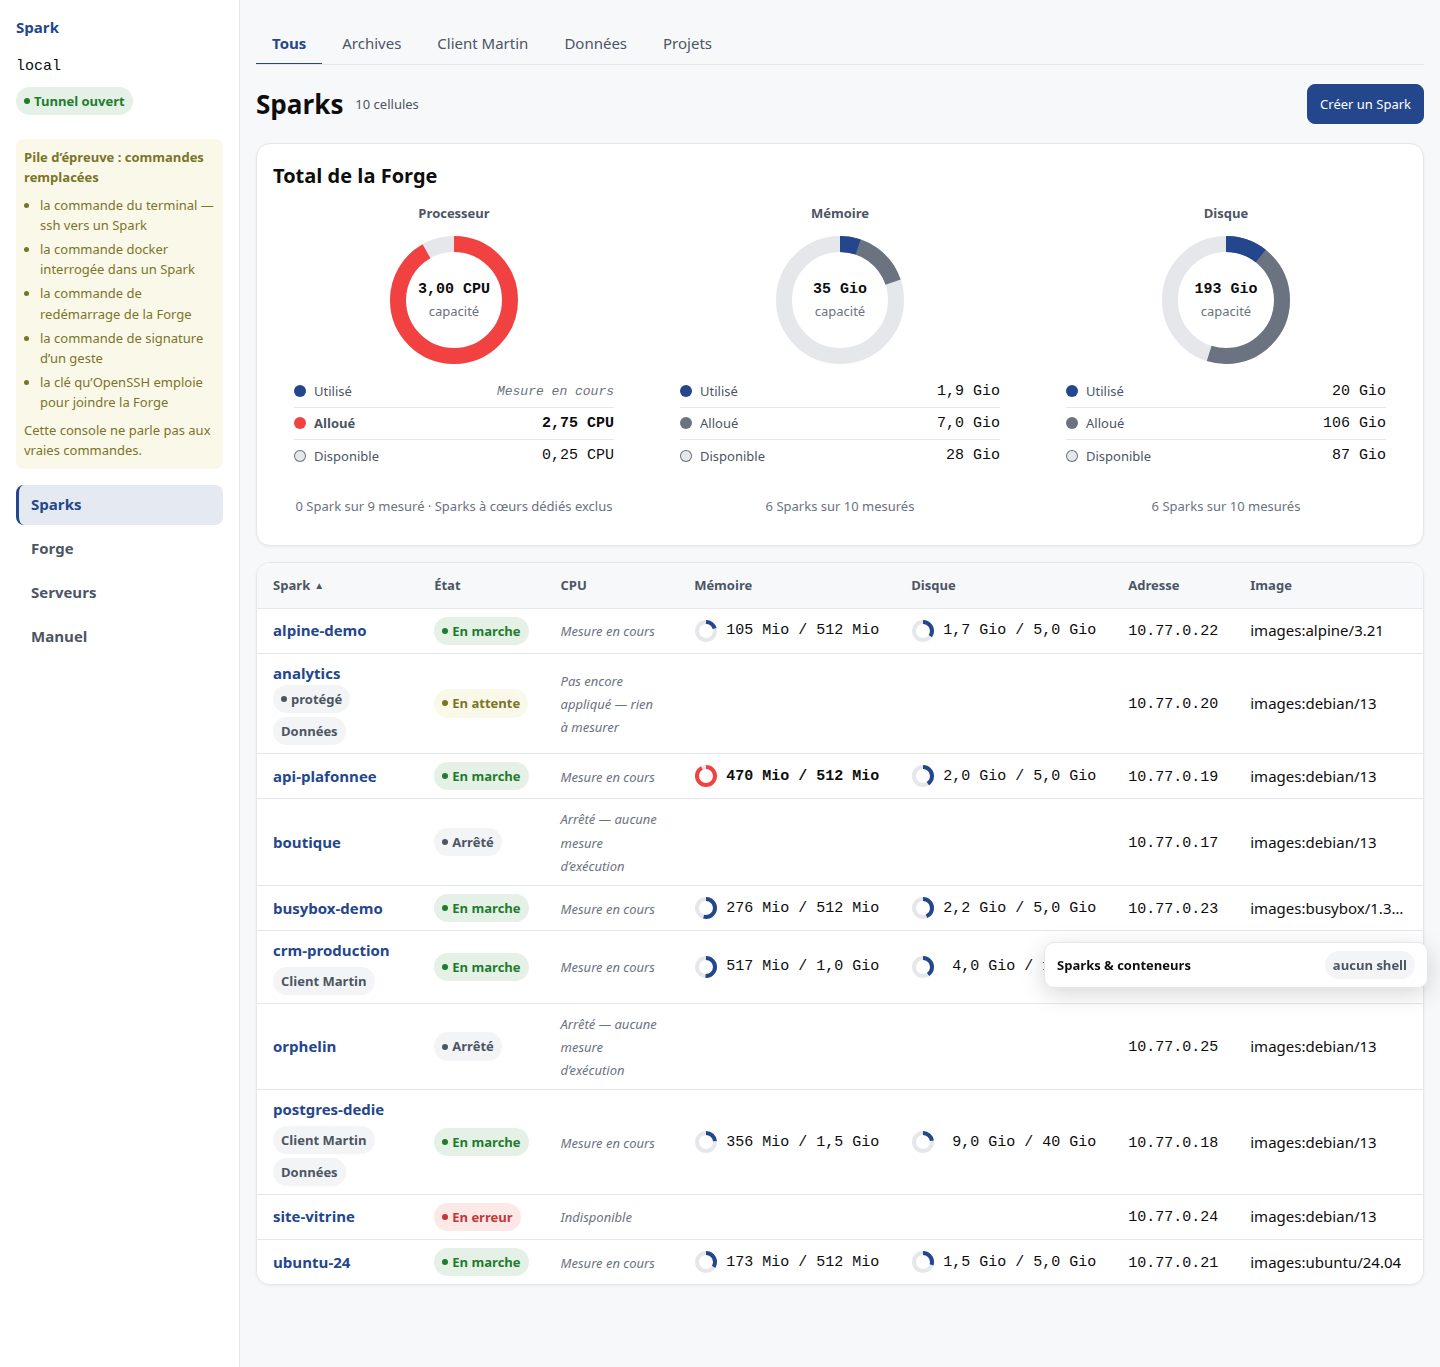 Spark
local
Tunnel ouvert
Pile d’épreuve : commandes
remplacées
la commande du terminal —
ssh vers un Spark
la commande docker
interrogée dans un Spark
la commande de
redémarrage de la Forge
la commande de signature
d’un geste
la clé qu’OpenSSH emploie
pour joindre la Forge
Cette console ne parle pas aux
vraies commandes.
Sparks
Forge
Serveurs
Manuel
Tous Archives Client Martin Données Projets
Sparks 10 cellules Créer un Spark
Total de la Forge
Processeur
3,00 CPU
capacité
Utilisé Mesure en cours
Alloué 2,75 CPU
Disponible 0,25 CPU
0 Spark sur 9 mesuré · Sparks à cœurs dédiés exclus
Mémoire
35 Gio
capacité
Utilisé 1,9 Gio
Alloué 7,0 Gio
Disponible 28 Gio
6 Sparks sur 10 mesurés
Disque
193 Gio
capacité
Utilisé 20 Gio
Alloué 106 Gio
Disponible 87 Gio
6 Sparks sur 10 mesurés
Spark ▲ État CPU Mémoire Disque Adresse Image
alpine-demo En marche Mesure en cours 105 Mio / 512 Mio 1,7 Gio / 5,0 Gio 10.77.0.22 images:alpine/3.21
analytics
protégé
Données
En attente
Pas encore
appliqué — rien
à mesurer
10.77.0.20 images:debian/13
api-plafonnee En marche Mesure en cours 470 Mio / 512 Mio 2,0 Gio / 5,0 Gio 10.77.0.19 images:debian/13
boutique Arrêté
Arrêté — aucune
mesure
d’exécution
10.77.0.17 images:debian/13
busybox-demo En marche Mesure en cours 276 Mio / 512 Mio 2,2 Gio / 5,0 Gio 10.77.0.23 images:busybox/1.3…
crm-production
Client Martin
En marche Mesure en cours 517 Mio / 1,0 Gio 4,0 Gio /
Sparks & conteneurs aucun shell
orphelin Arrêté
Arrêté — aucune
mesure
d’exécution
10.77.0.25 images:debian/13
postgres-dedie
Client Martin
Données
En marche Mesure en cours 356 Mio / 1,5 Gio 9,0 Gio / 40 Gio 10.77.0.18 images:debian/13
site-vitrine En erreur Indisponible 10.77.0.24 images:debian/13
ubuntu-24 En marche Mesure en cours 173 Mio / 512 Mio 1,5 Gio / 5,0 Gio 10.77.0.21 images:ubuntu/24.04